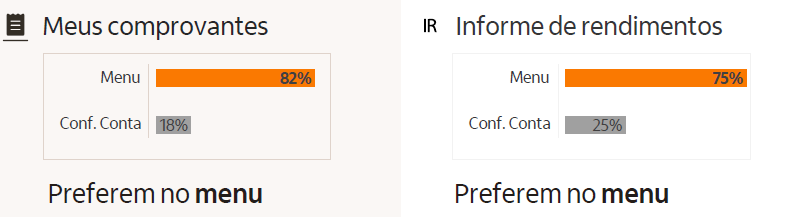 Meus comprovantes
Menu 82%
Conf. Conta 18%
Preferem no menu
IR Informe de rendimentos
Menu 75%
Conf. Conta 25%
Preferem no menu